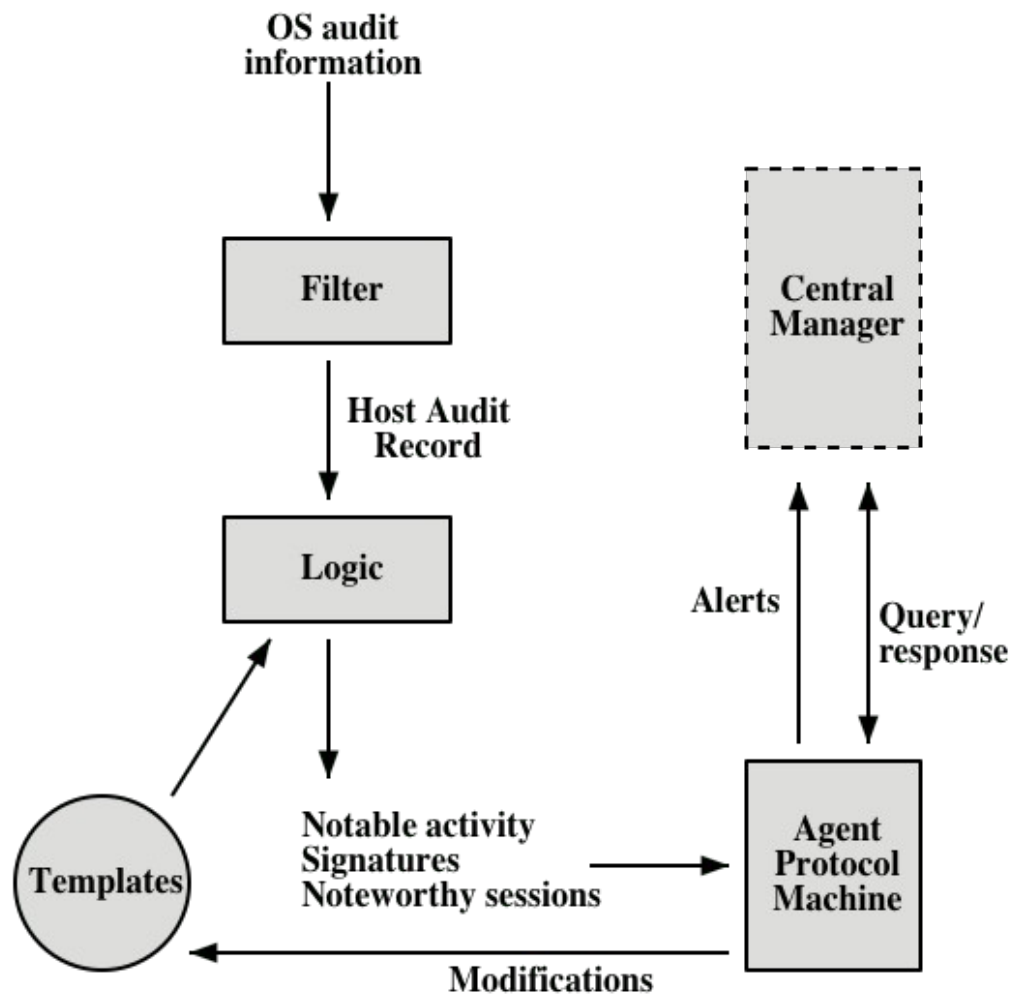 OS audit
information
Filter
Host Audit
Record
Central
Manager
Logic
Alerts
Query/
response
Templates
Notable activity
Signatures
Noteworthy sessions
Agent
Protocol
Machine
Modifications